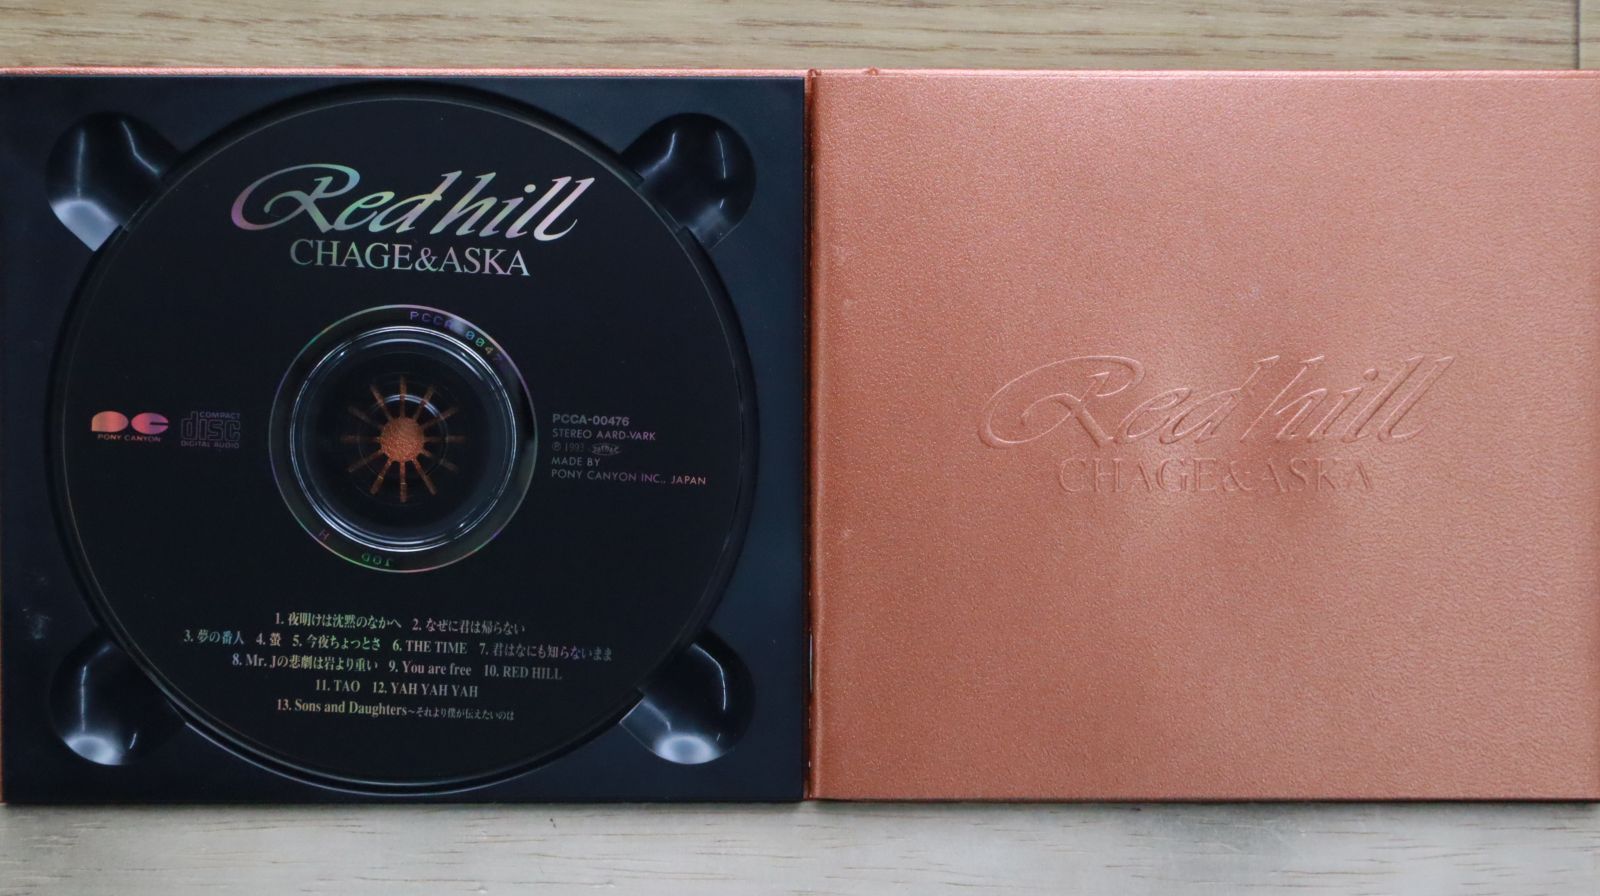 Red hill
CHAGE&ASKA
PCCA-0047
PONY CANYON
COMPACT
disc
DIGITAL AUDIO
PCCA-00476
STEREO AARD-VARK
℗ 1993
MADE BY
PONY CANYON INC., JAPAN
H JOD
1. 夜明けは沈黙のなかへ 2. なぜに君は帰らない
3. 夢の番人 4. 螢 5. 今夜ちょっとさ 6. THE TIME 7. 君はなにも知らないまま
8. Mr. Jの悲劇は岩より重い 9. You are free 10. RED HILL
11. TAO 12. YAH YAH YAH
13. Sons and Daughters～それより僕が伝えたいのは
Red hill
CHAGE&ASKA